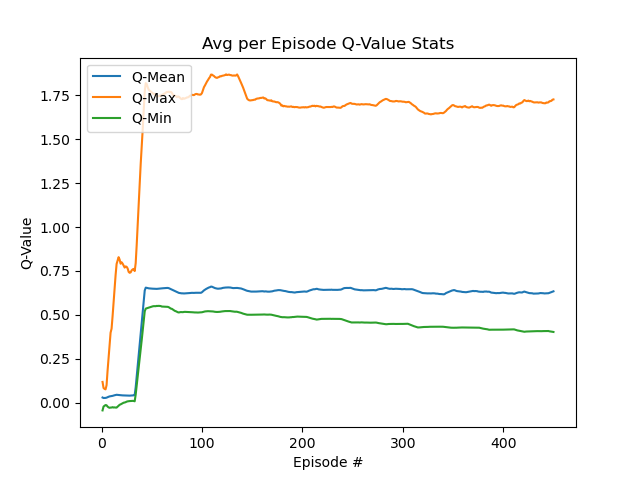 Avg per Episode Q-Value Stats
Q-Mean
Q-Max
Q-Min
1.75
1.50
1.25
1.00
0.75
0.50
0.25
0.00
Q-Value
0 100 200 300 400
Episode #